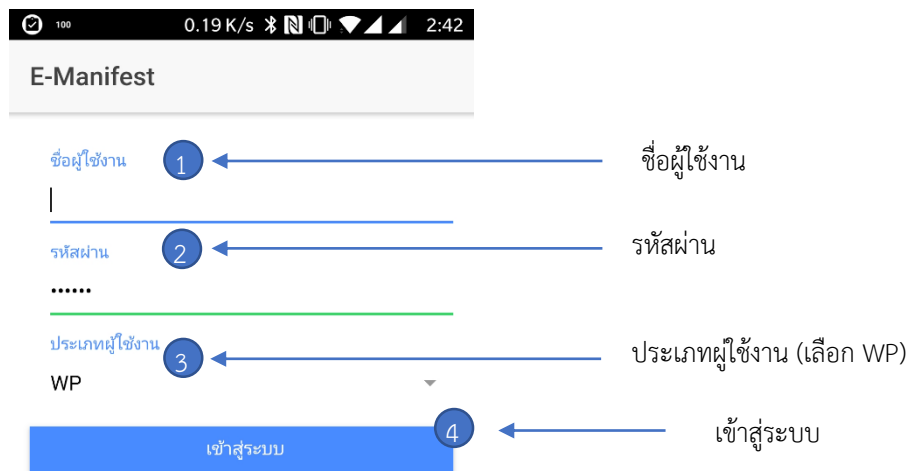 100 0.19 K/s 2:42
E-Manifest
ชื่อผู้ใช้งาน 1 ชื่อผู้ใช้งาน
รหัสผ่าน 2 รหัสผ่าน
••••••
ประเภทผู้ใช้งาน 3 ประเภทผู่ใช้งาน (เลือก WP)
WP
เข้าสู่ระบบ 4 เข้าสู่ระบบ